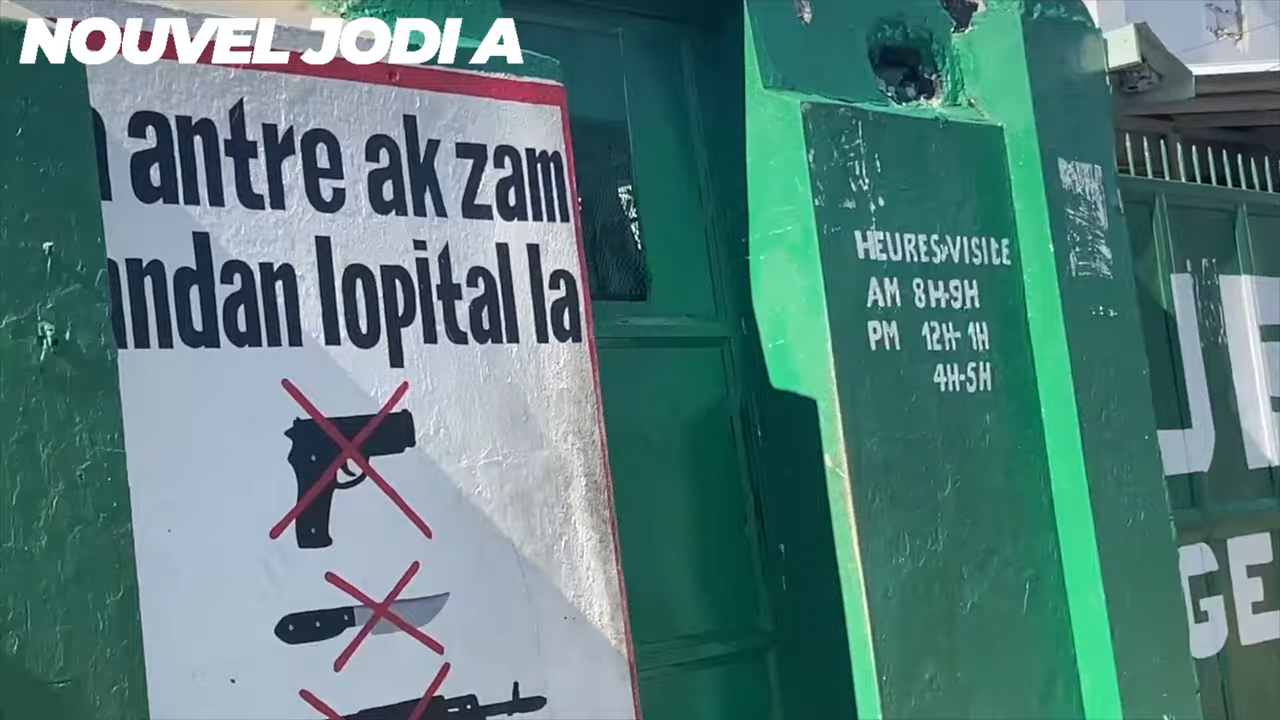 NOUVEL JODI A
antre ak zam
andan lopital la
HEURES VISITE
AM 8H-9H
PM 12H-1H
4H-5H
GE